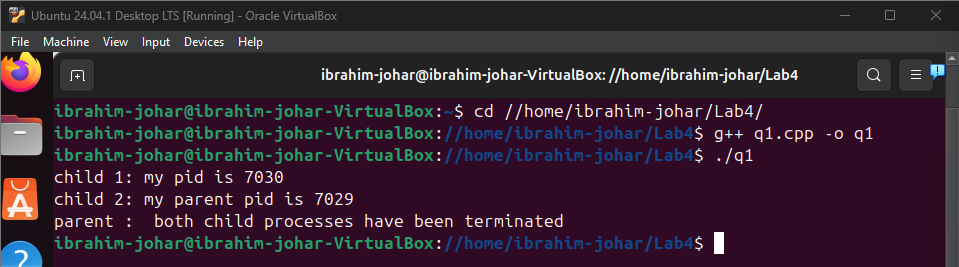 Ubuntu 24.04.1 Desktop LTS [Running] - Oracle VirtualBox
File Machine View Input Devices Help
ibrahim-johar@ibrahim-johar-VirtualBox: //home/ibrahim-johar/Lab4
ibrahim-johar@ibrahim-johar-VirtualBox:~$ cd //home/ibrahim-johar/Lab4/
ibrahim-johar@ibrahim-johar-VirtualBox://home/ibrahim-johar/Lab4$ g++ q1.cpp -o q1
ibrahim-johar@ibrahim-johar-VirtualBox://home/ibrahim-johar/Lab4$ ./q1
child 1: my pid is 7030
child 2: my parent pid is 7029
parent :  both child processes have been terminated
ibrahim-johar@ibrahim-johar-VirtualBox://home/ibrahim-johar/Lab4$